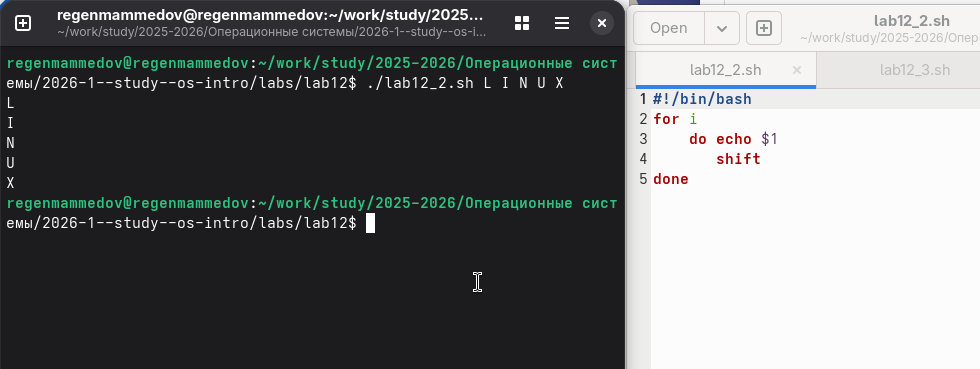 regenmammedov@regenmammedov:~/work/study/2025...
~/work/study/2025-2026/Операционные системы/2026-1--study--os-i...
regenmammedov@regenmammedov:~/work/study/2025-2026/Операционные сист
емы/2026-1--study--os-intro/labs/lab12$ ./lab12_2.sh L I N U X
L
I
N
U
X
regenmammedov@regenmammedov:~/work/study/2025-2026/Операционные сист
емы/2026-1--study--os-intro/labs/lab12$
Open
lab12_2.sh
~/work/study/2025-2026/Опер
lab12_2.sh
lab12_3.sh
1 #!/bin/bash
2 for i
3     do echo $1
4        shift
5 done